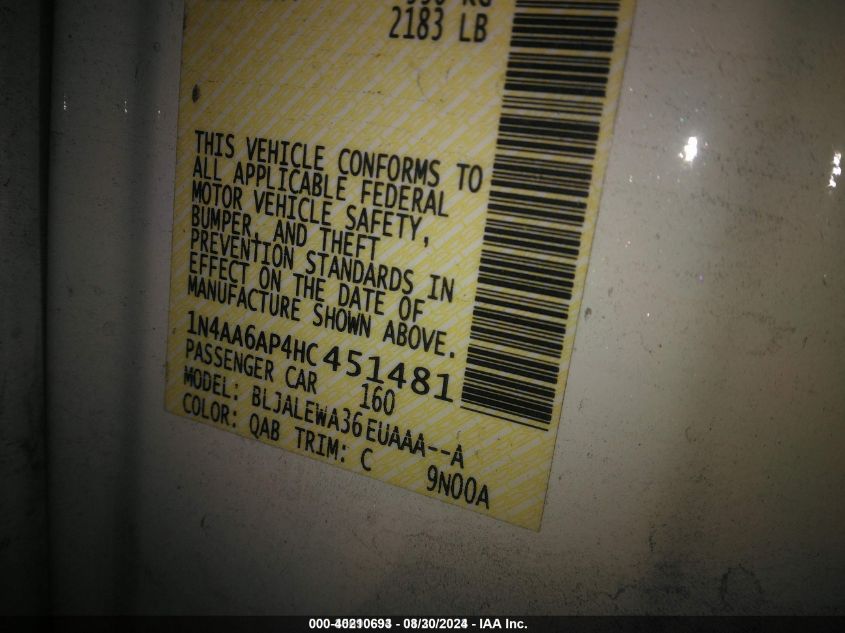 2183 LB
THIS VEHICLE CONFORMS TO
ALL APPLICABLE FEDERAL
MOTOR VEHICLE SAFETY,
BUMPER, AND THEFT
PREVENTION STANDARDS IN
EFFECT ON THE DATE OF
MANUFACTURE SHOWN ABOVE.
1N4AA6AP4HC451481
PASSENGER CAR 160
MODEL: BLJALEWA36EUAAA--A
COLOR: QAB TRIM: C 9N00A
- 08/30/2024 - IAA Inc.